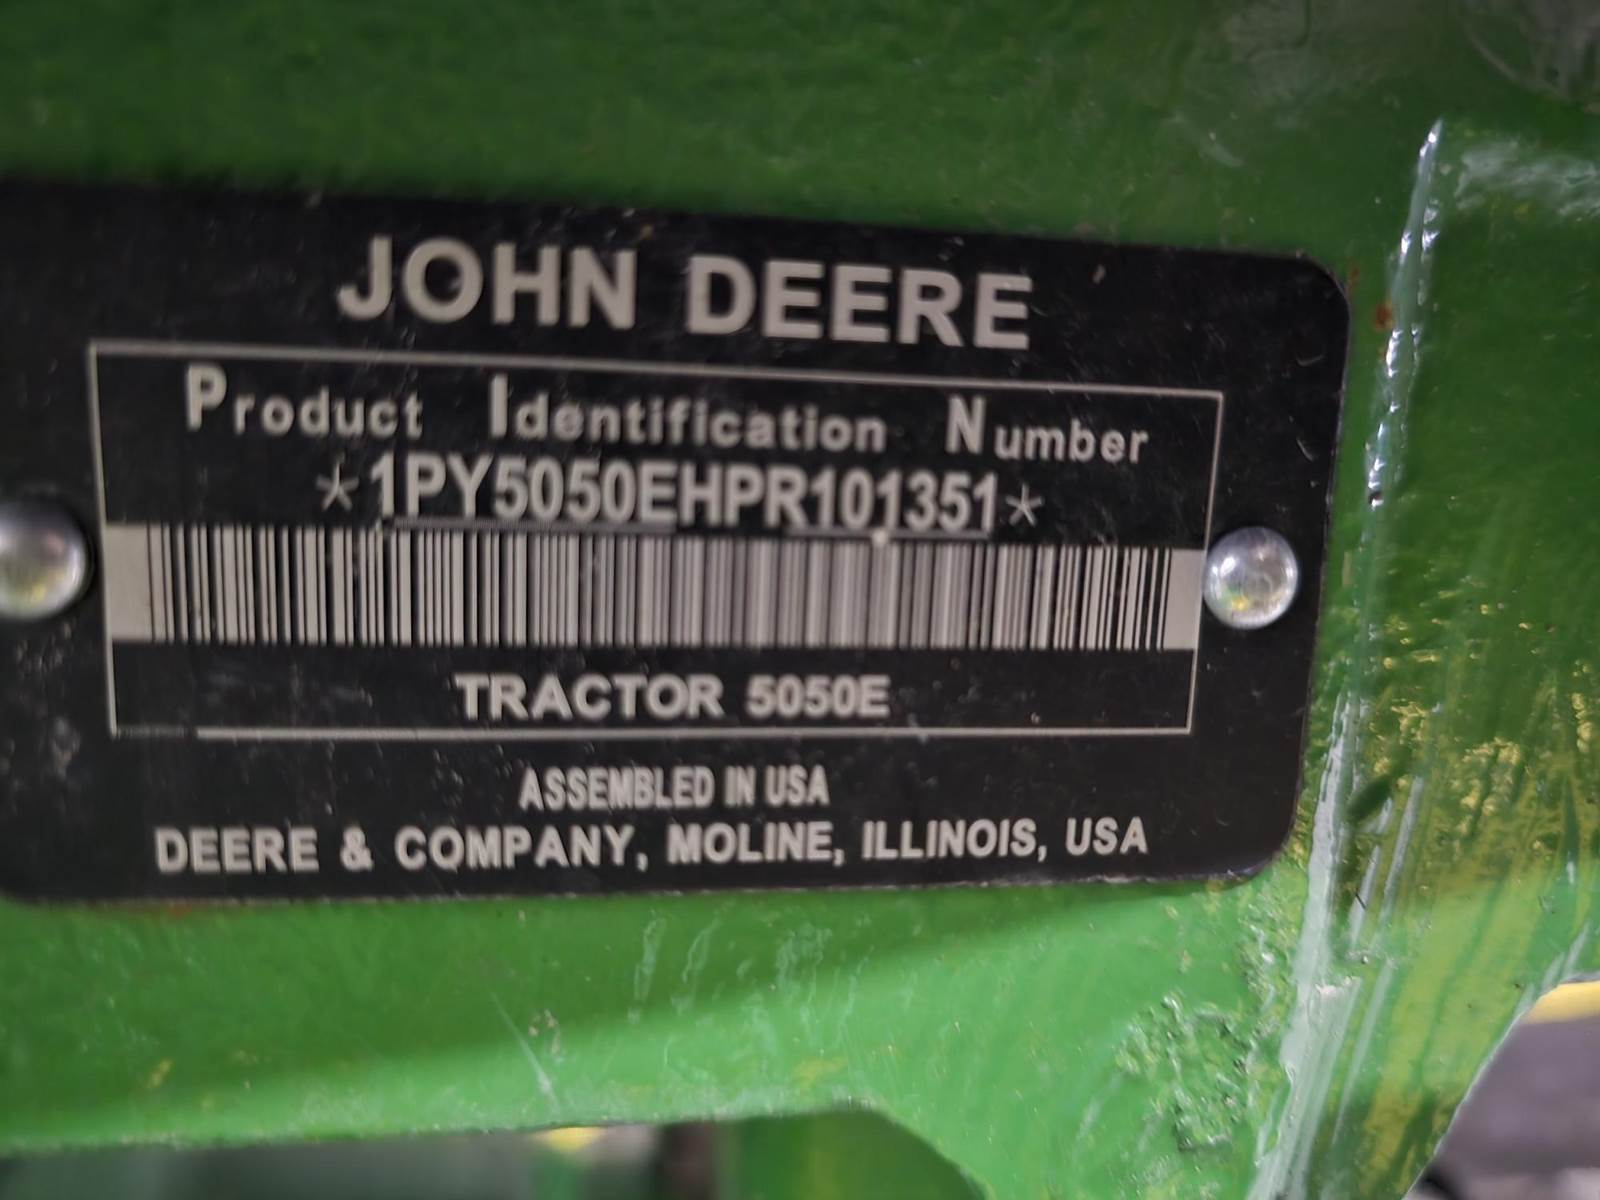 JOHN DEERE
Product Identification Number
*1PY5050EHPR101351*
TRACTOR 5050E
ASSEMBLED IN USA
DEERE & COMPANY, MOLINE, ILLINOIS, USA